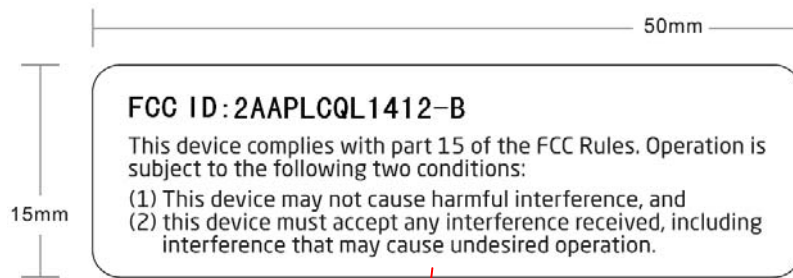 50mm
15mm
FCC ID:2AAPLCQL1412-B
This device complies with part 15 of the FCC Rules. Operation is
subject to the following two conditions:
(1) This device may not cause harmful interference, and
(2) this device must accept any interference received, including
interference that may cause undesired operation.